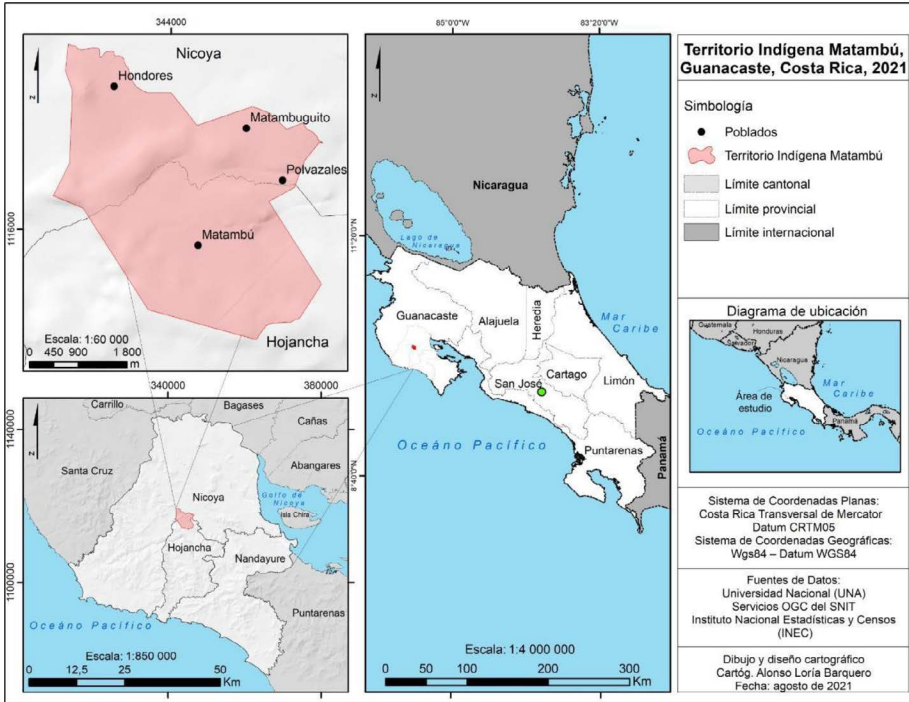 344000
Nicoya
Hondores
Matambuguito
Polvazales
Matambú
1116000
Hojancha
Escala: 1:60 000
0 450 900 1 800
m
340000
380000
Carrillo
Bagases
Cañas
Abangares
Santa Cruz
Nicoya
Golfo de
Nicoya
Isla Chira
Hojancha
Nandayure
Puntarenas
1140000
1100000
Oceáno Pacífico
Escala: 1:850 000
0 12,5 25 50
Km
85°0'0"W
83°20'0"W
11°20'0"N
8°40'0"N
Nicaragua
Lago de
Nicaragua
Guanacaste
Alajuela
Heredia
Mar
Caribe
Cartago
San José
Limón
Oceáno Pacífico
Puntarenas
Panamá
Escala: 1:4 000 000
0 50 100 200 300
Km
Territorio Indígena Matambú,
Guanacaste, Costa Rica, 2021
Simbología
Poblados
Territorio Indígena Matambú
Límite cantonal
Límite provincial
Límite internacional
Diagrama de ubicación
Guatemala
Honduras
Salvador
Nicaragua
Mar
Caribe
Área de
estudio
Oceáno Pacífico
Panamá
Sistema de Coordenadas Planas:
Costa Rica Transversal de Mercator
Datum CRTM05
Sistema de Coordenadas Geográficas:
Wgs84 – Datum WGS84
Fuentes de Datos:
Universidad Nacional (UNA)
Servicios OGC del SNIT
Instituto Nacional Estadísticas y Censos
(INEC)
Dibujo y diseño cartográfico
Cartóg. Alonso Loría Barquero
Fecha: agosto de 2021